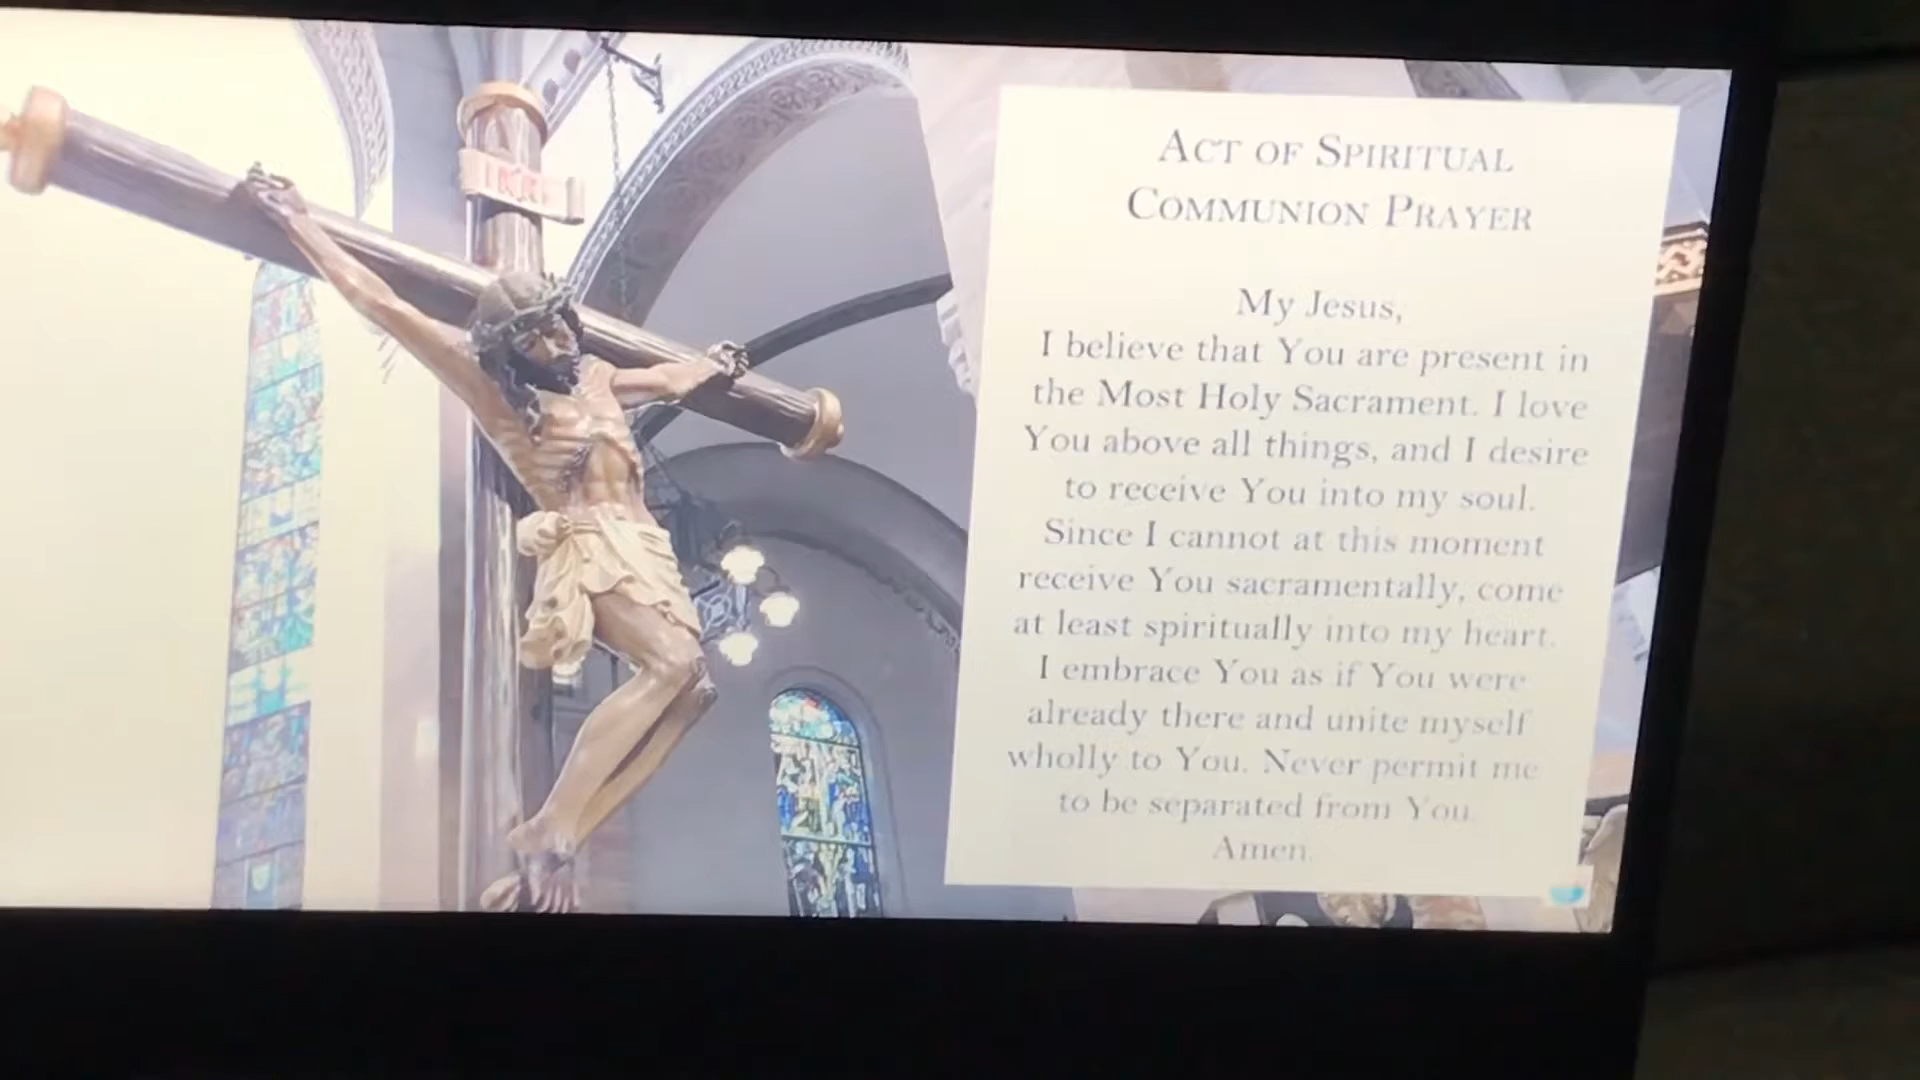 INRI
ACT OF SPIRITUAL
COMMUNION PRAYER
My Jesus,
I believe that You are present in
the Most Holy Sacrament. I love
You above all things, and I desire
to receive You into my soul.
Since I cannot at this moment
receive You sacramentally, come
at least spiritually into my heart.
I embrace You as if You were
already there and unite myself
wholly to You. Never permit me
to be separated from You.
Amen.